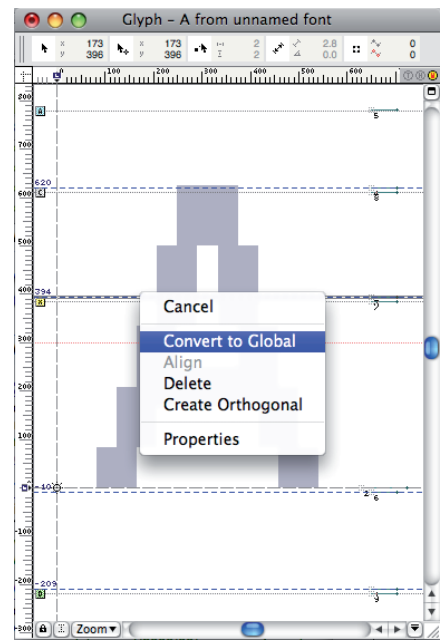 Glyph – A from unnamed font
x 173 x 173 2 2.8 0
y 396 y 396 2 0.0 0
100 200 300 400 500 600
800
A
5
700
620
600 C
8
500
400 394
X
300
Cancel
Convert to Global
Align
Delete
Create Orthogonal
Properties
200
100
-10
2 6
-100
-200 -209
D
9
-300
Zoom